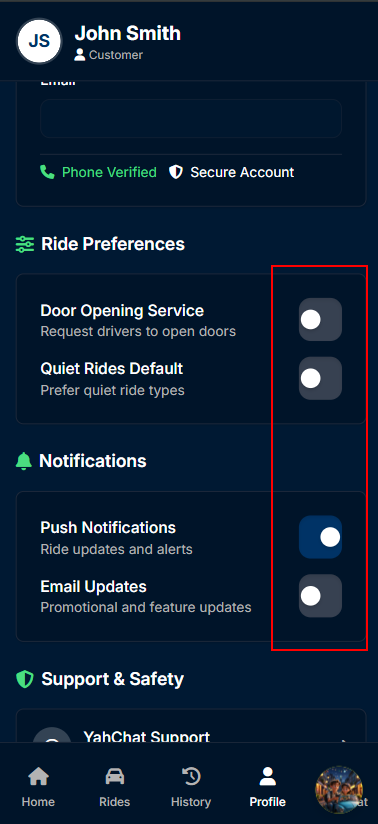 JS
John Smith
Customer
Email
Phone Verified Secure Account
Ride Preferences
Door Opening Service
Request drivers to open doors
Quiet Rides Default
Prefer quiet ride types
Notifications
Push Notifications
Ride updates and alerts
Email Updates
Promotional and feature updates
Support & Safety
YahChat Support
Home Rides History Profile